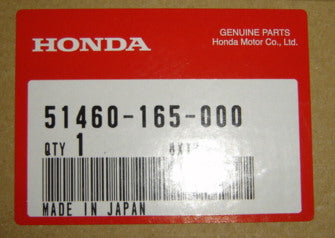 HONDA
GENUINE PARTS
Honda Motor Co., Ltd.
51460-165-000
QTY 1
MADE IN JAPAN